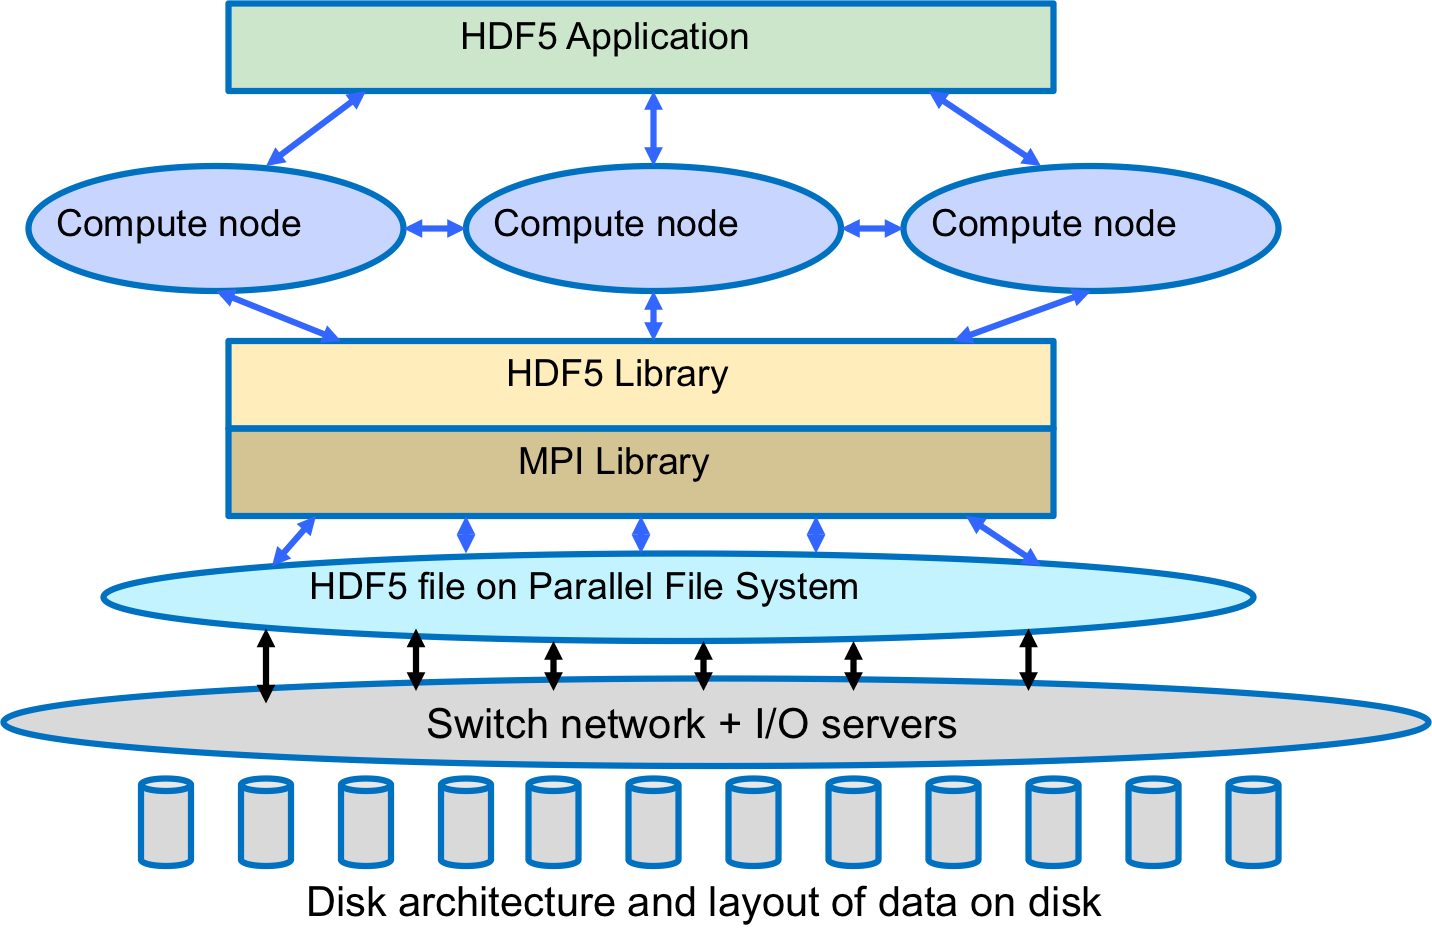 HDF5 Application
Compute node
Compute node
Compute node
HDF5 Library
MPI Library
HDF5 file on Parallel File System
Switch network + I/O servers
Disk architecture and layout of data on disk